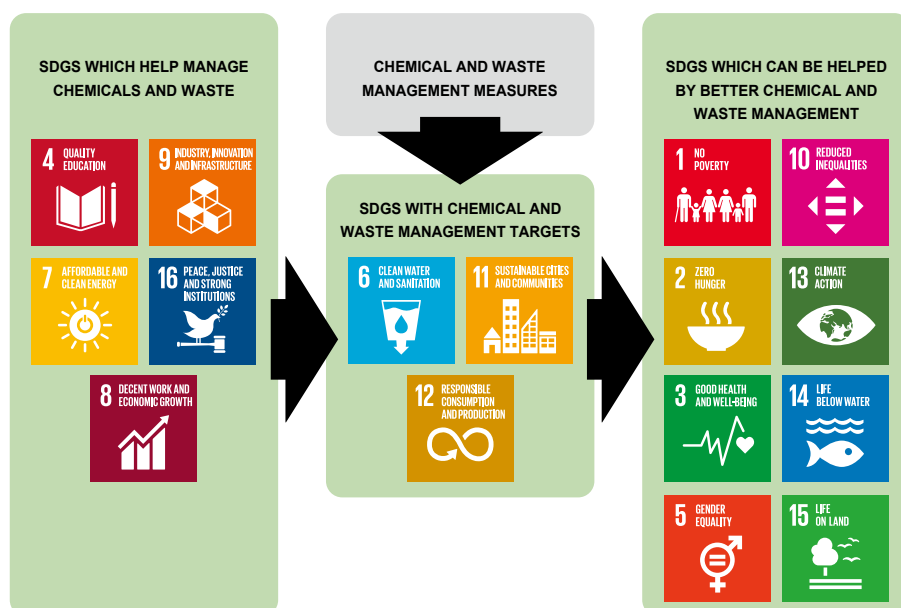 SDGS WHICH HELP MANAGE
CHEMICALS AND WASTE
4 QUALITY
EDUCATION
9 INDUSTRY, INNOVATION
AND INFRASTRUCTURE
7 AFFORDABLE AND
CLEAN ENERGY
16 PEACE, JUSTICE
AND STRONG
INSTITUTIONS
8 DECENT WORK AND
ECONOMIC GROWTH
CHEMICAL AND WASTE
MANAGEMENT MEASURES
SDGS WITH CHEMICAL AND
WASTE MANAGEMENT TARGETS
6 CLEAN WATER
AND SANITATION
11 SUSTAINABLE CITIES
AND COMMUNITIES
12 RESPONSIBLE
CONSUMPTION
AND PRODUCTION
SDGS WHICH CAN BE HELPED
BY BETTER CHEMICAL AND
WASTE MANAGEMENT
1 NO
POVERTY
10 REDUCED
INEQUALITIES
2 ZERO
HUNGER
13 CLIMATE
ACTION
3 GOOD HEALTH
AND WELL-BEING
14 LIFE
BELOW WATER
5 GENDER
EQUALITY
15 LIFE
ON LAND